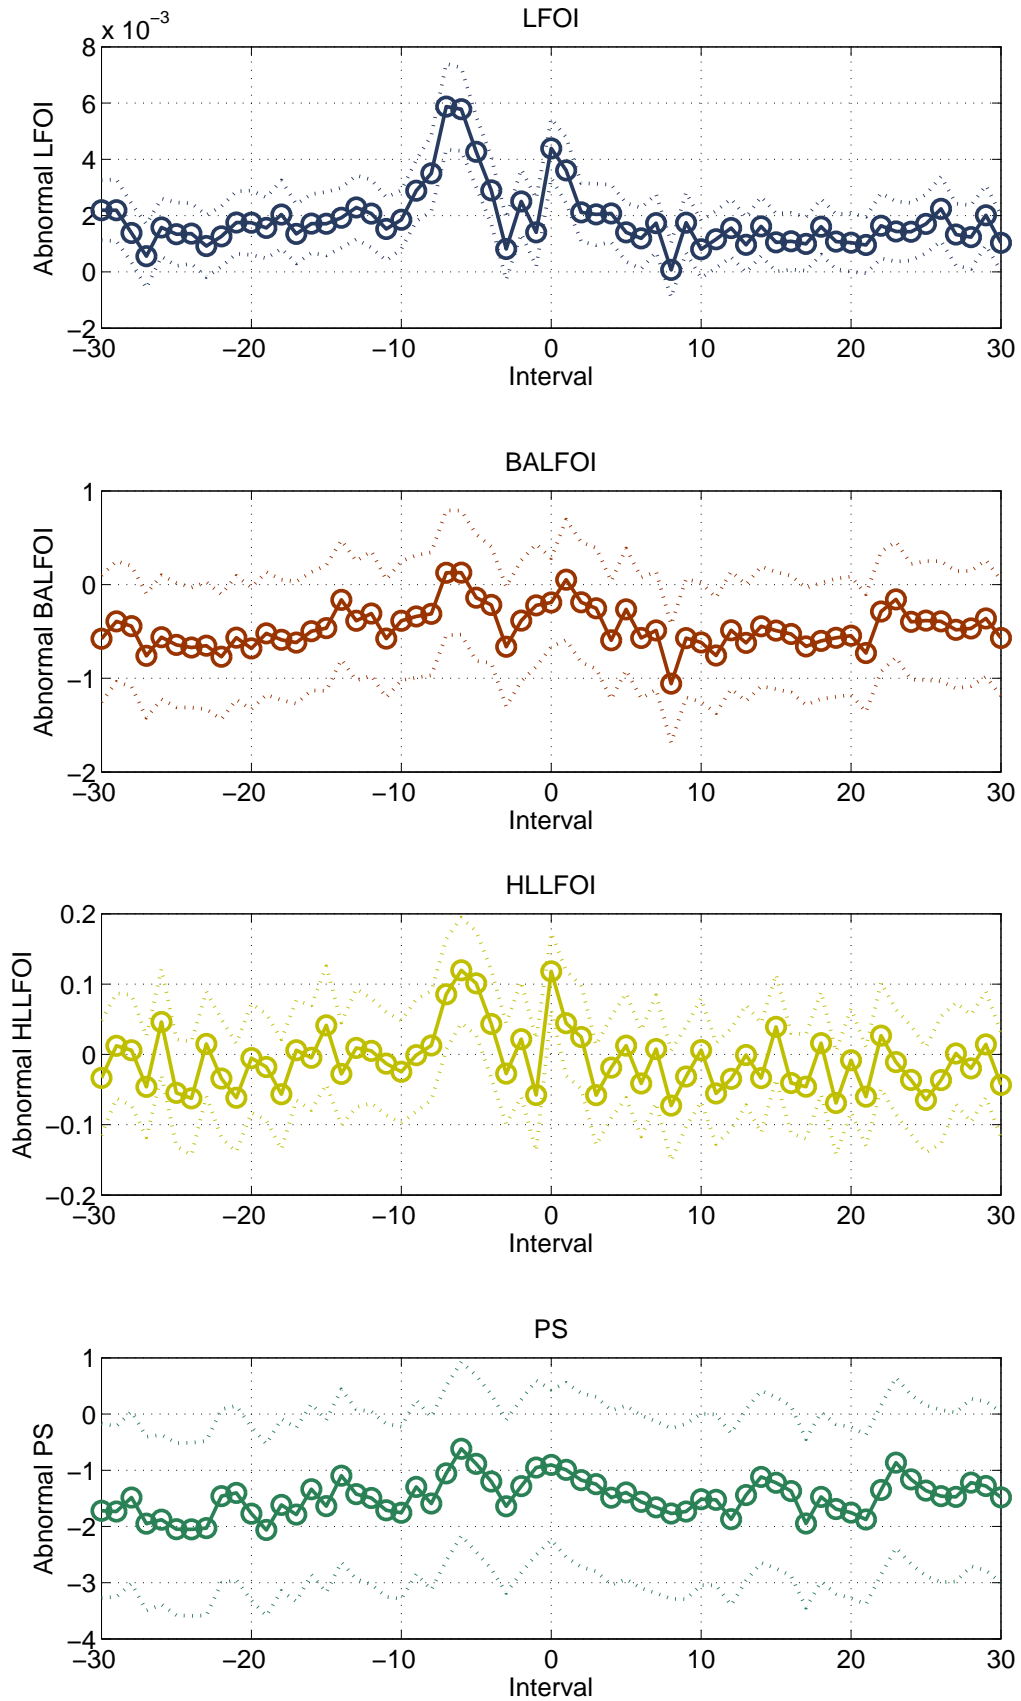 LFOI
x 10⁻³
Abnormal LFOI
8
6
4
2
0
−2
−30 −20 −10 0 10 20 30
Interval
BALFOI
Abnormal BALFOI
1
0
−1
−2
−30 −20 −10 0 10 20 30
Interval
HLLFOI
Abnormal HLLFOI
0.2
0.1
0
−0.1
−0.2
−30 −20 −10 0 10 20 30
Interval
PS
Abnormal PS
1
0
−1
−2
−3
−4
−30 −20 −10 0 10 20 30
Interval